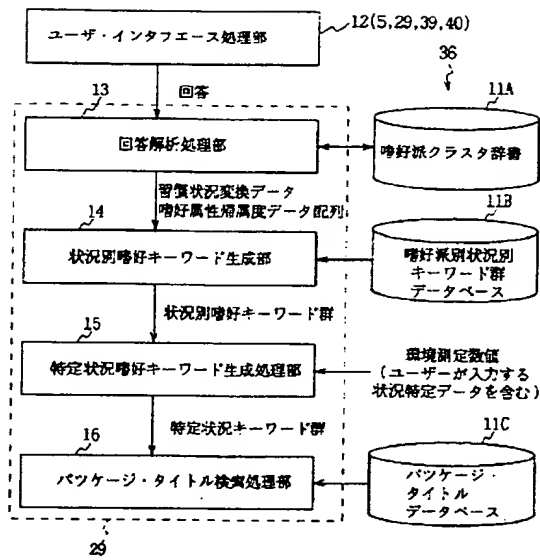 ユーザ・インタフエース処理部
12(5,29,39,40)
36
回答
13
11A
回答解析処理部
嗜好派クラスタ辞書
習慣状況変換データ
嗜好属性帰属度データ配列
14
11B
状況別嗜好キーワード生成部
嗜好派別状況別
キーワード群
データベース
状況別嗜好キーワード群
15
特定状況嗜好キーワード生成処理部
環境測定数値
(ユーザーが入力する
状況特定データを含む)
特定状況キーワード群
16
11C
パツケージ・タイトル検索処理部
パツケージ・
タイトル
データベース
29